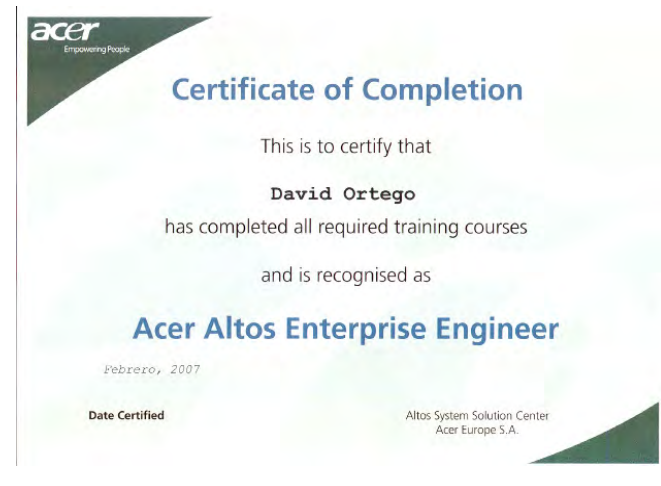 acer
Empowering People
Certificate of Completion
This is to certify that
David Ortego
has completed all required training courses
and is recognised as
Acer Altos Enterprise Engineer
Febrero, 2007
Date Certified
Altos System Solution Center
Acer Europe S.A.